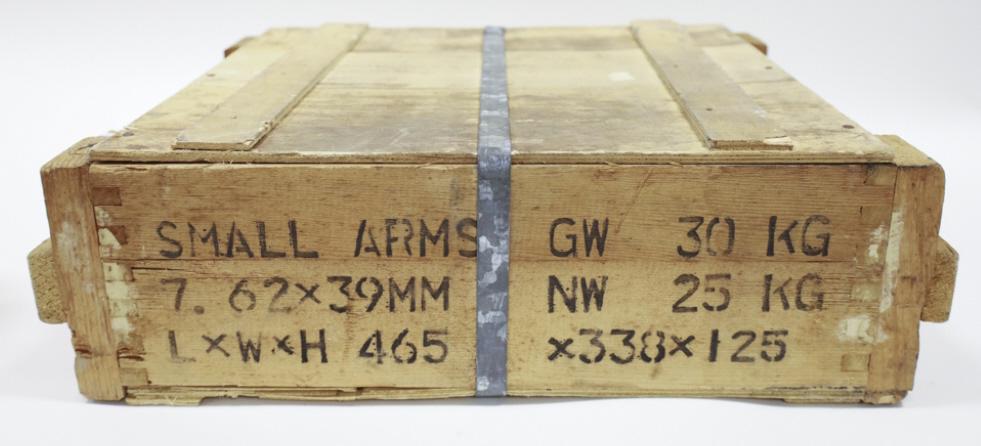 SMALL ARMS GW 30 KG
7.62×39MM NW 25 KG
L×W×H 465 ×338×125